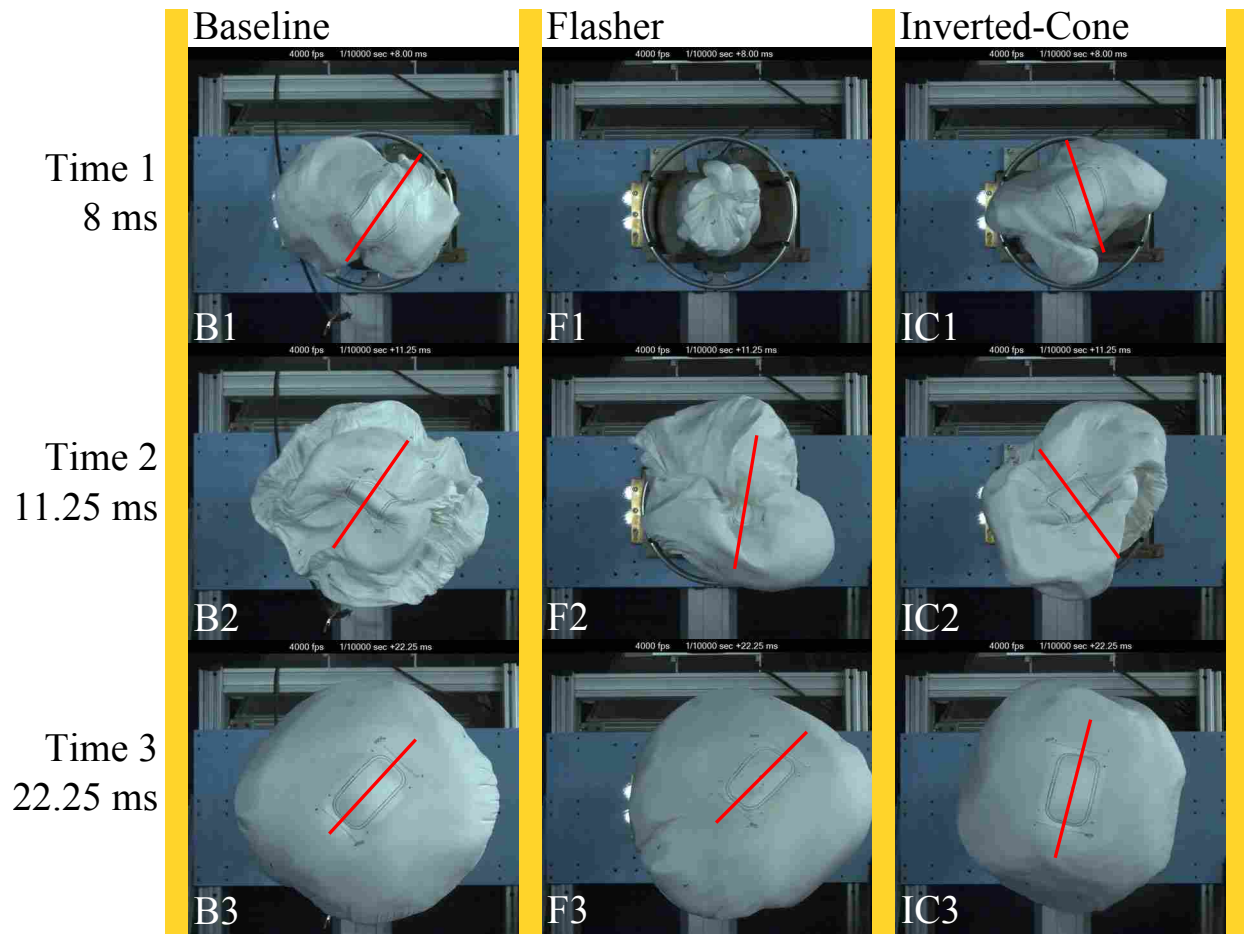 Baseline Flasher Inverted-Cone
4000 fps 1/10000 sec +8.00 ms 4000 fps 1/10000 sec +8.00 ms 4000 fps 1/10000 sec +8.00 ms
Time 1
8 ms
B1 F1 IC1
4000 fps 1/10000 sec +11.25 ms 4000 fps 1/10000 sec +11.25 ms 4000 fps 1/10000 sec +11.25 ms
Time 2
11.25 ms
B2 F2 IC2
4000 fps 1/10000 sec +22.25 ms 4000 fps 1/10000 sec +22.25 ms 4000 fps 1/10000 sec +22.25 ms
Time 3
22.25 ms
B3 F3 IC3